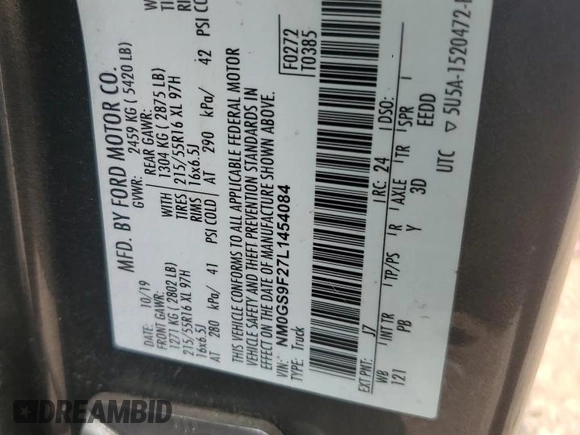 MFD. BY FORD MOTOR CO.
DATE: 10/19
GVWR:
2459 KG ( 5420 LB)
FRONT GAWR:
1271 KG ( 2802 LB)
215/55R16 XL 97H
16x6.5J
AT 280 kPa/ 41 PSI COLD
REAR GAWR:
1304 KG ( 2875 LB)
WITH 215/55R16 XL 97H
TIRES
RIMS 16x6.5J
AT 290 kPa/ 42 PSI COLD
THIS VEHICLE CONFORMS TO ALL APPLICABLE FEDERAL MOTOR
VEHICLE SAFETY AND THEFT PREVENTION STANDARDS IN
EFFECT ON THE DATE OF MANUFACTURE SHOWN ABOVE.
VIN: NM0GS9F27L1454084
TYPE: Truck
F0272
T0385
EXT PNT: J7 RC: 24 DSO:
WB INT TR TP/PS R AXLE TR SPR
121 PB Y 3D EEDD
UTC ▽ 5U5A-1520472-
DREAMBID